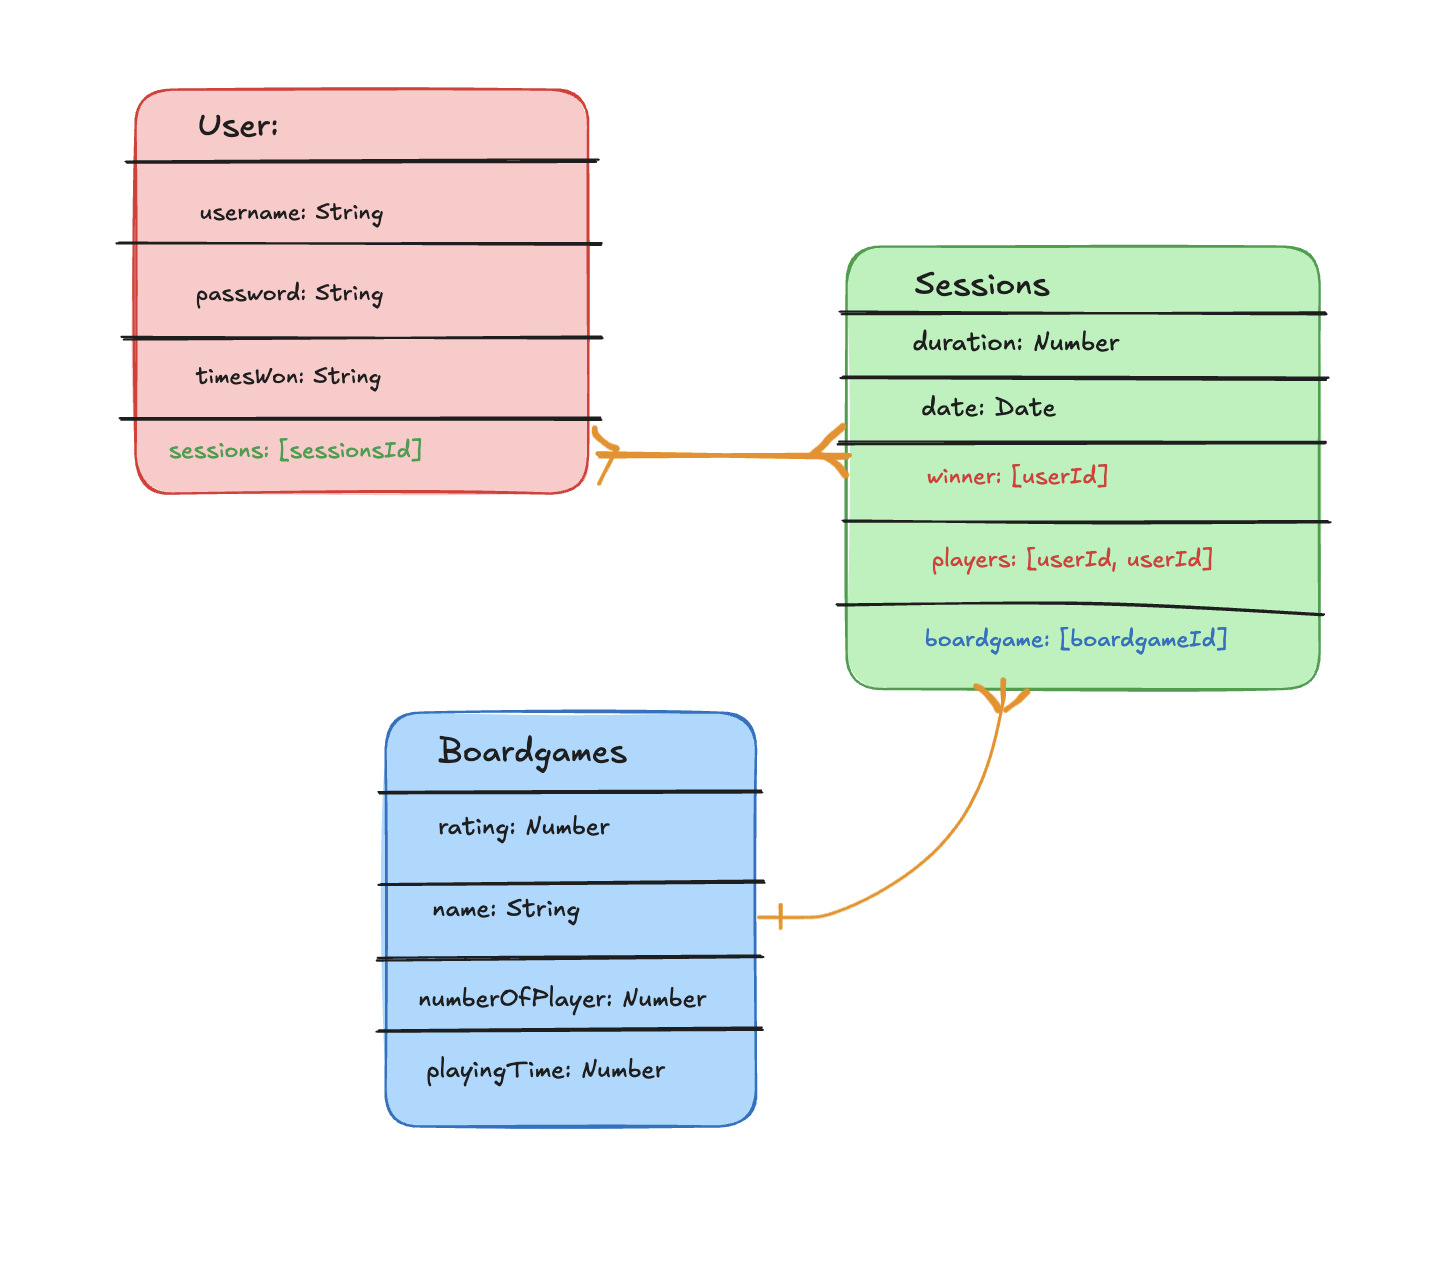 User:
username: String
password: String
timesWon: String
sessions: [sessionsId]
Sessions
duration: Number
date: Date
winner: [userId]
players: [userId, userId]
boardgame: [boardgameId]
Boardgames
rating: Number
name: String
numberOfPlayer: Number
playingTime: Number